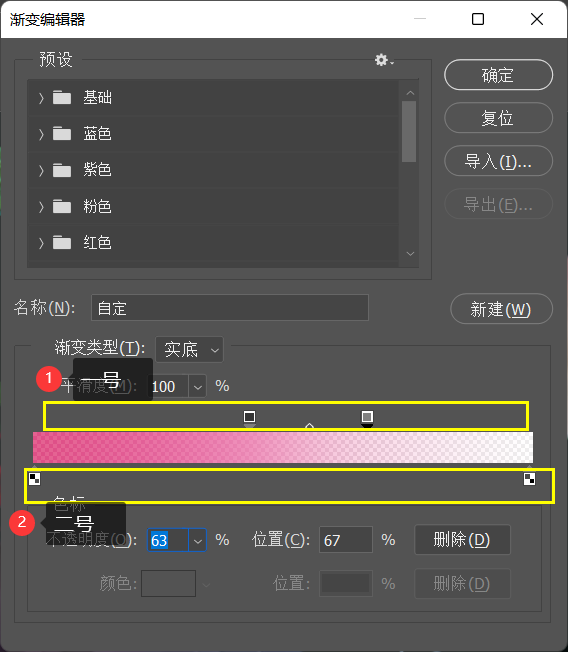 渐变编辑器
预设
基础
蓝色
紫色
粉色
红色
确定
复位
导入(I)...
导出(E)...
名称(N): 自定 新建(W)
渐变类型(T): 实底
1 一号
平滑度(M): 100 %
色标
2 二号
不透明度(O): 63 % 位置(C): 67 % 删除(D)
颜色: 位置: % 删除(D)